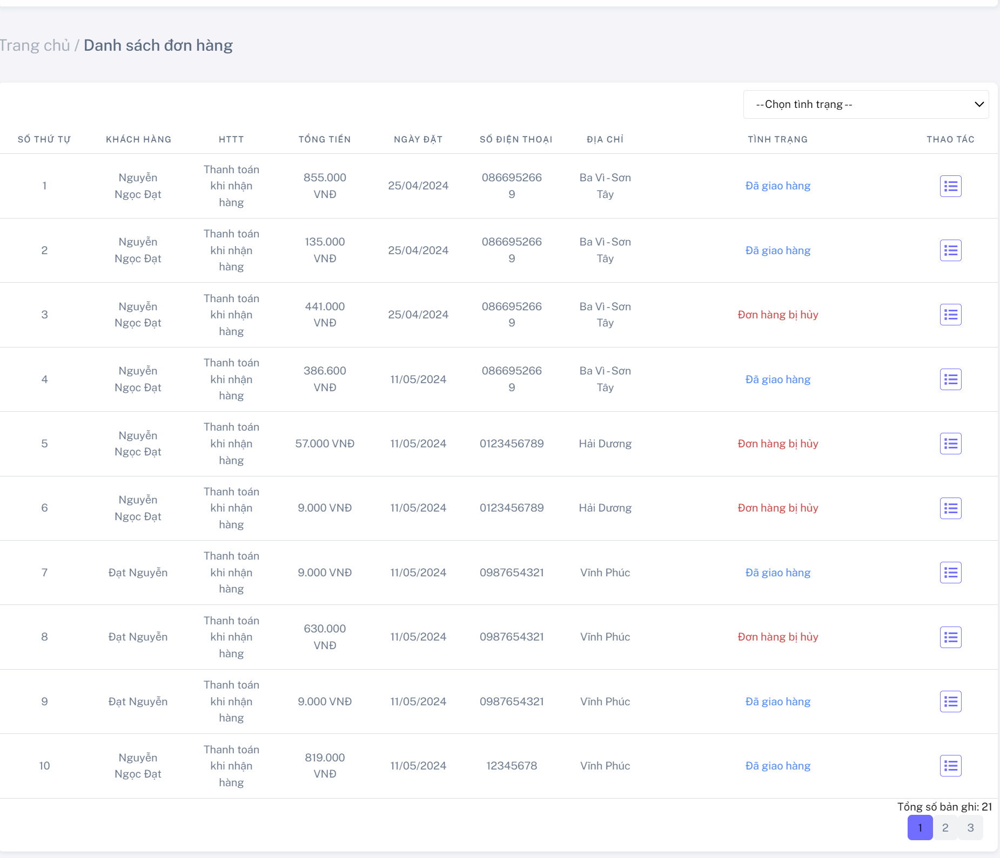 Trang chủ / Danh sách đơn hàng
--Chọn tình trạng--
SỐ THỨ TỰ KHÁCH HÀNG HTTT TỔNG TIỀN NGÀY ĐẶT SỐ ĐIỆN THOẠI ĐỊA CHỈ TÌNH TRẠNG THAO TÁC
1
Nguyễn
Ngọc Đạt
Thanh toán
khi nhận
hàng
855.000
VNĐ
25/04/2024
086695266
9
Ba Vì - Sơn
Tây
Đã giao hàng
2
Nguyễn
Ngọc Đạt
Thanh toán
khi nhận
hàng
135.000
VNĐ
25/04/2024
086695266
9
Ba Vì - Sơn
Tây
Đã giao hàng
3
Nguyễn
Ngọc Đạt
Thanh toán
khi nhận
hàng
441.000
VNĐ
25/04/2024
086695266
9
Ba Vì - Sơn
Tây
Đơn hàng bị hủy
4
Nguyễn
Ngọc Đạt
Thanh toán
khi nhận
hàng
386.600
VNĐ
11/05/2024
086695266
9
Ba Vì - Sơn
Tây
Đã giao hàng
5
Nguyễn
Ngọc Đạt
Thanh toán
khi nhận
hàng
57.000 VNĐ
11/05/2024
0123456789
Hải Dương
Đơn hàng bị hủy
6
Nguyễn
Ngọc Đạt
Thanh toán
khi nhận
hàng
9.000 VNĐ
11/05/2024
0123456789
Hải Dương
Đơn hàng bị hủy
7
Đạt Nguyễn
Thanh toán
khi nhận
hàng
9.000 VNĐ
11/05/2024
0987654321
Vĩnh Phúc
Đã giao hàng
8
Đạt Nguyễn
Thanh toán
khi nhận
hàng
630.000
VNĐ
11/05/2024
0987654321
Vĩnh Phúc
Đơn hàng bị hủy
9
Đạt Nguyễn
Thanh toán
khi nhận
hàng
9.000 VNĐ
11/05/2024
0987654321
Vĩnh Phúc
Đã giao hàng
10
Nguyễn
Ngọc Đạt
Thanh toán
khi nhận
hàng
819.000
VNĐ
11/05/2024
12345678
Vĩnh Phúc
Đã giao hàng
Tổng số bản ghi: 21
1 2 3